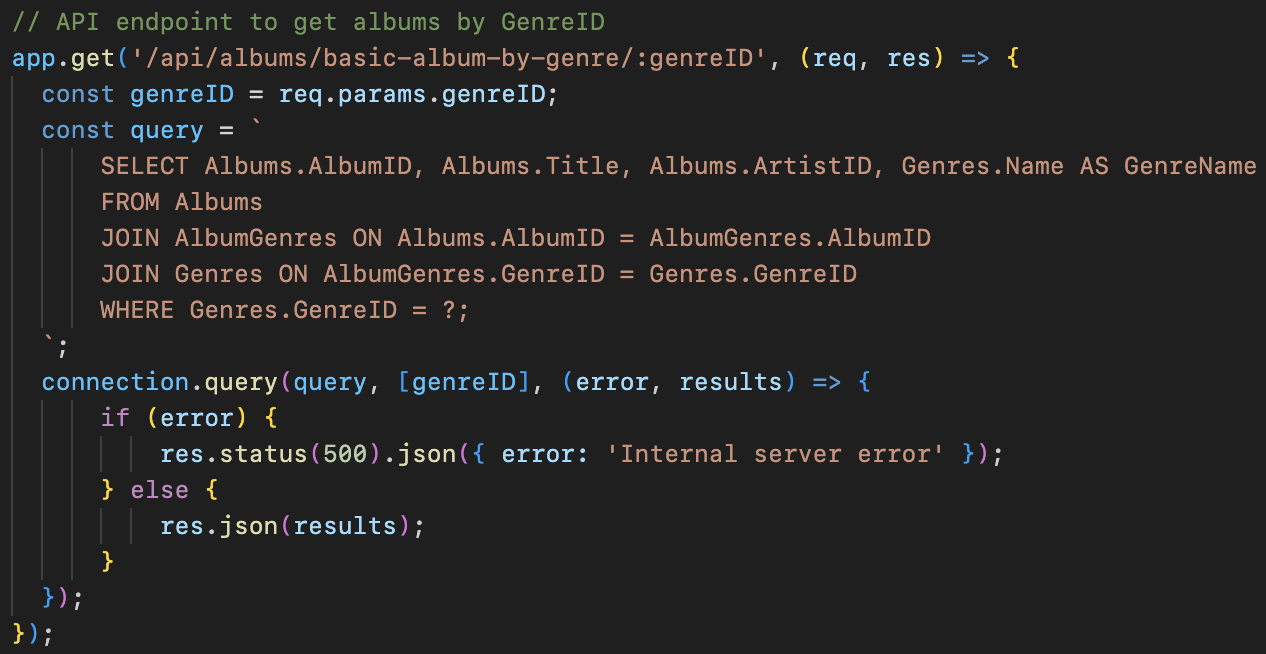 // API endpoint to get albums by GenreID
app.get('/api/albums/basic-album-by-genre/:genreID', (req, res) => {
const genreID = req.params.genreID;
const query = `
SELECT Albums.AlbumID, Albums.Title, Albums.ArtistID, Genres.Name AS GenreName
FROM Albums
JOIN AlbumGenres ON Albums.AlbumID = AlbumGenres.AlbumID
JOIN Genres ON AlbumGenres.GenreID = Genres.GenreID
WHERE Genres.GenreID = ?;
`;
connection.query(query, [genreID], (error, results) => {
if (error) {
res.status(500).json({ error: 'Internal server error' });
} else {
res.json(results);
}
});
});